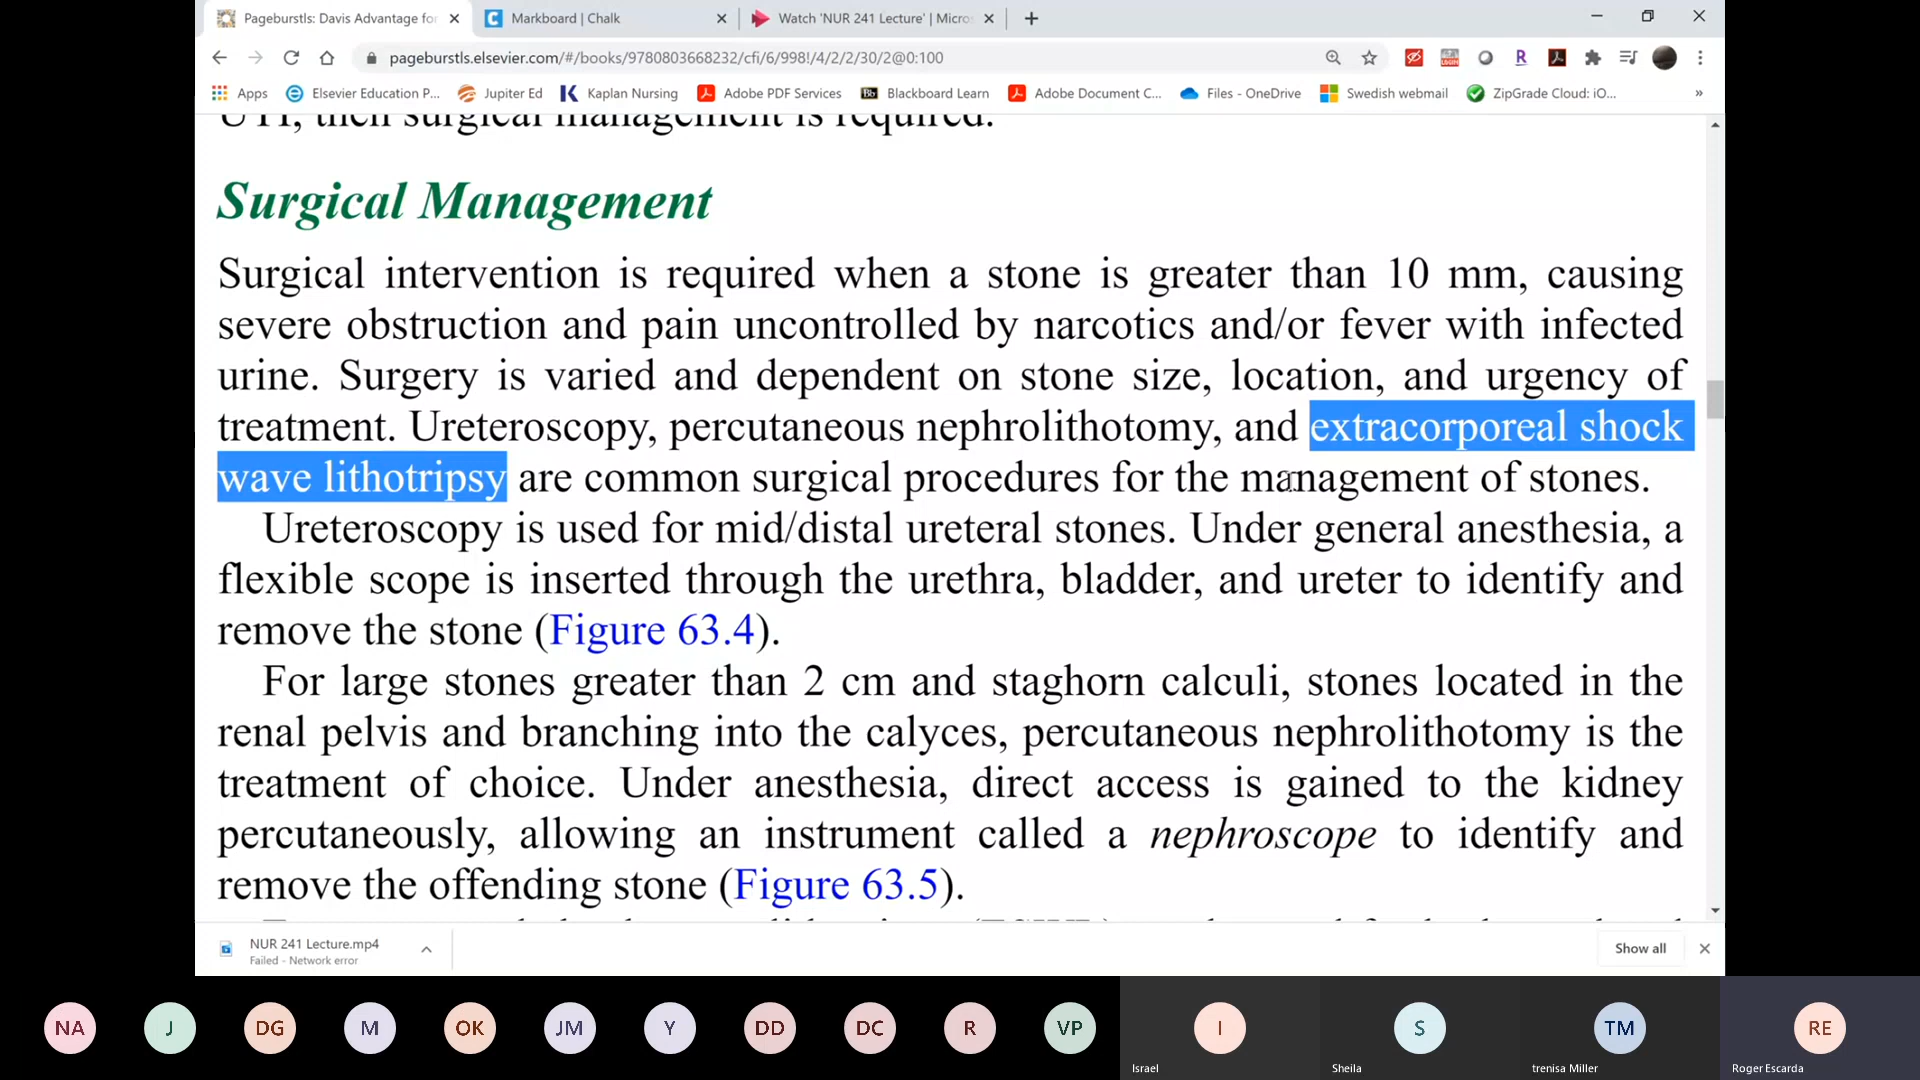 Pageburstls: Davis Advantage for
Markboard | Chalk
Watch 'NUR 241 Lecture' | Micros
pageburstls.elsevier.com/#/books/9780803668232/cfi/6/998!/4/2/2/30/2@0:100
Apps
Elsevier Education P...
Jupiter Ed
Kaplan Nursing
Adobe PDF Services
Bb
Blackboard Learn
Adobe Document C...
Files - OneDrive
Swedish webmail
ZipGrade Cloud: iO...
»
UTI, then surgical management is required.
Surgical Management
Surgical intervention is required when a stone is greater than 10 mm, causing
severe obstruction and pain uncontrolled by narcotics and/or fever with infected
urine. Surgery is varied and dependent on stone size, location, and urgency of
treatment. Ureteroscopy, percutaneous nephrolithotomy, and extracorporeal shock
wave lithotripsy are common surgical procedures for the management of stones.
Ureteroscopy is used for mid/distal ureteral stones. Under general anesthesia, a
flexible scope is inserted through the urethra, bladder, and ureter to identify and
remove the stone (Figure 63.4).
For large stones greater than 2 cm and staghorn calculi, stones located in the
renal pelvis and branching into the calyces, percutaneous nephrolithotomy is the
treatment of choice. Under anesthesia, direct access is gained to the kidney
percutaneously, allowing an instrument called a nephroscope to identify and
remove the offending stone (Figure 63.5).
NUR 241 Lecture.mp4
Failed - Network error
Show all
NA
J
DG
M
OK
JM
Y
DD
DC
R
VP
I
S
TM
RE
Israel
Sheila
trenisa Miller
Roger Escarda